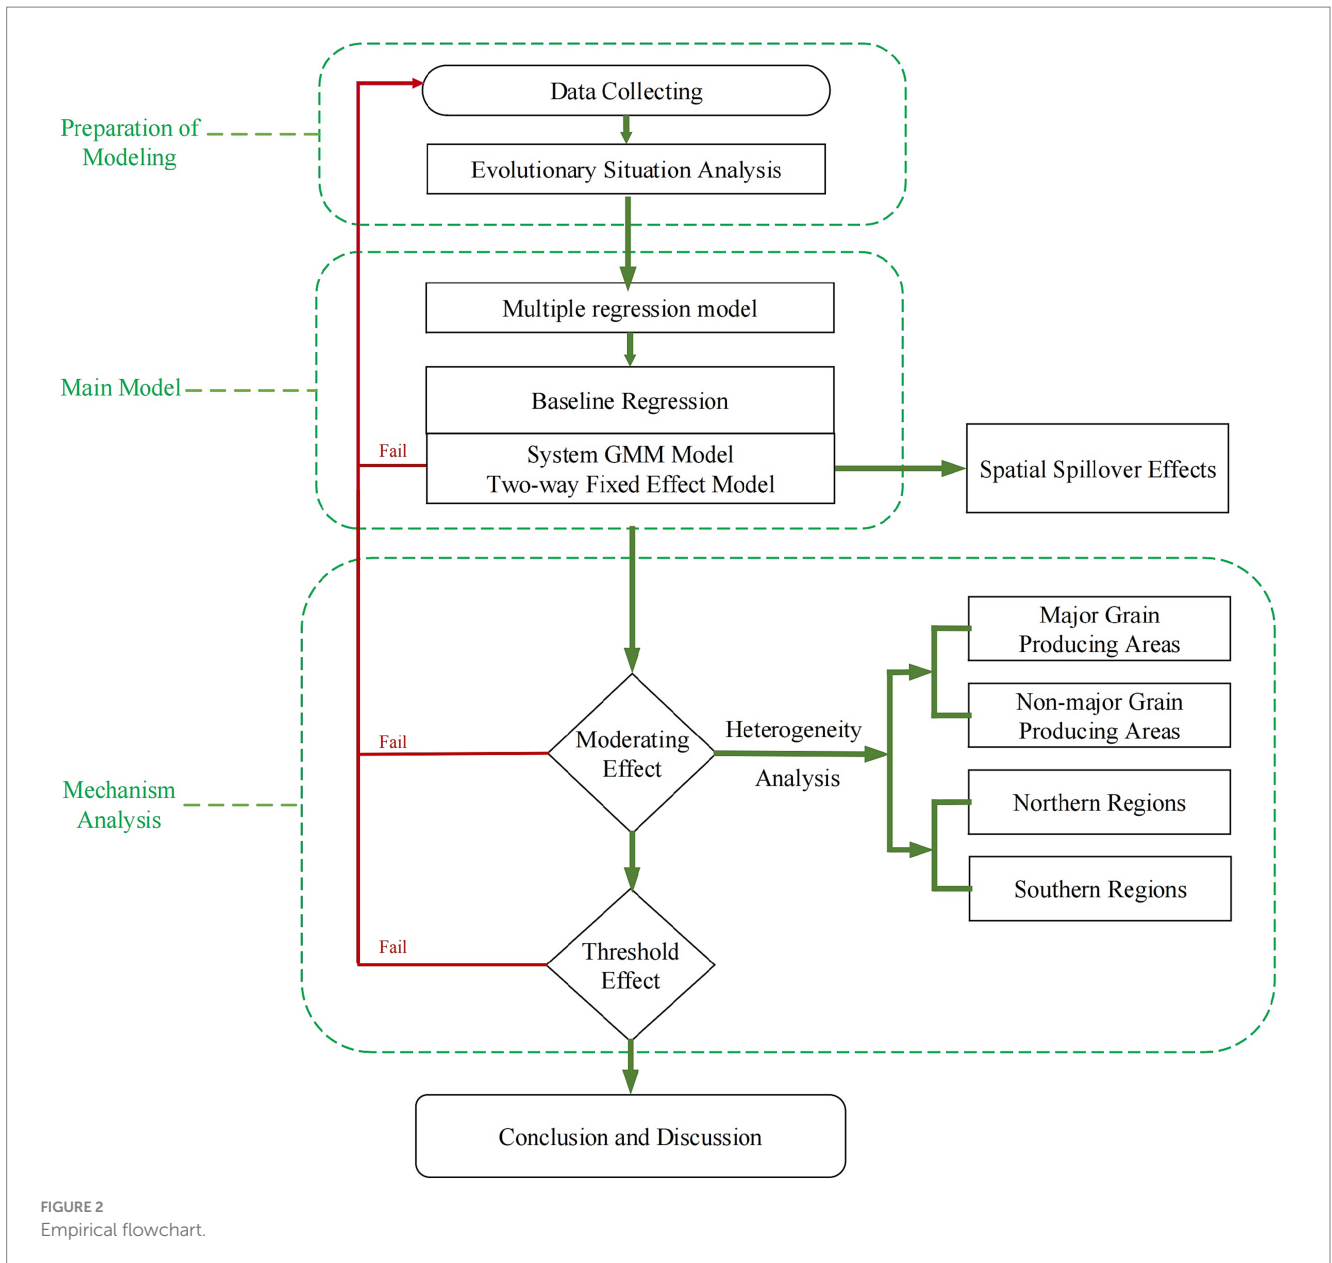 Data Collecting
Preparation of
Modeling
Evolutionary Situation Analysis
Multiple regression model
Main Model
Baseline Regression
Fail
System GMM Model
Two-way Fixed Effect Model
Spatial Spillover Effects
Major Grain
Producing Areas
Non-major Grain
Producing Areas
Fail
Moderating
Effect
Heterogeneity
Analysis
Mechanism
Analysis
Northern Regions
Southern Regions
Fail
Threshold
Effect
Conclusion and Discussion
FIGURE 2
Empirical flowchart.